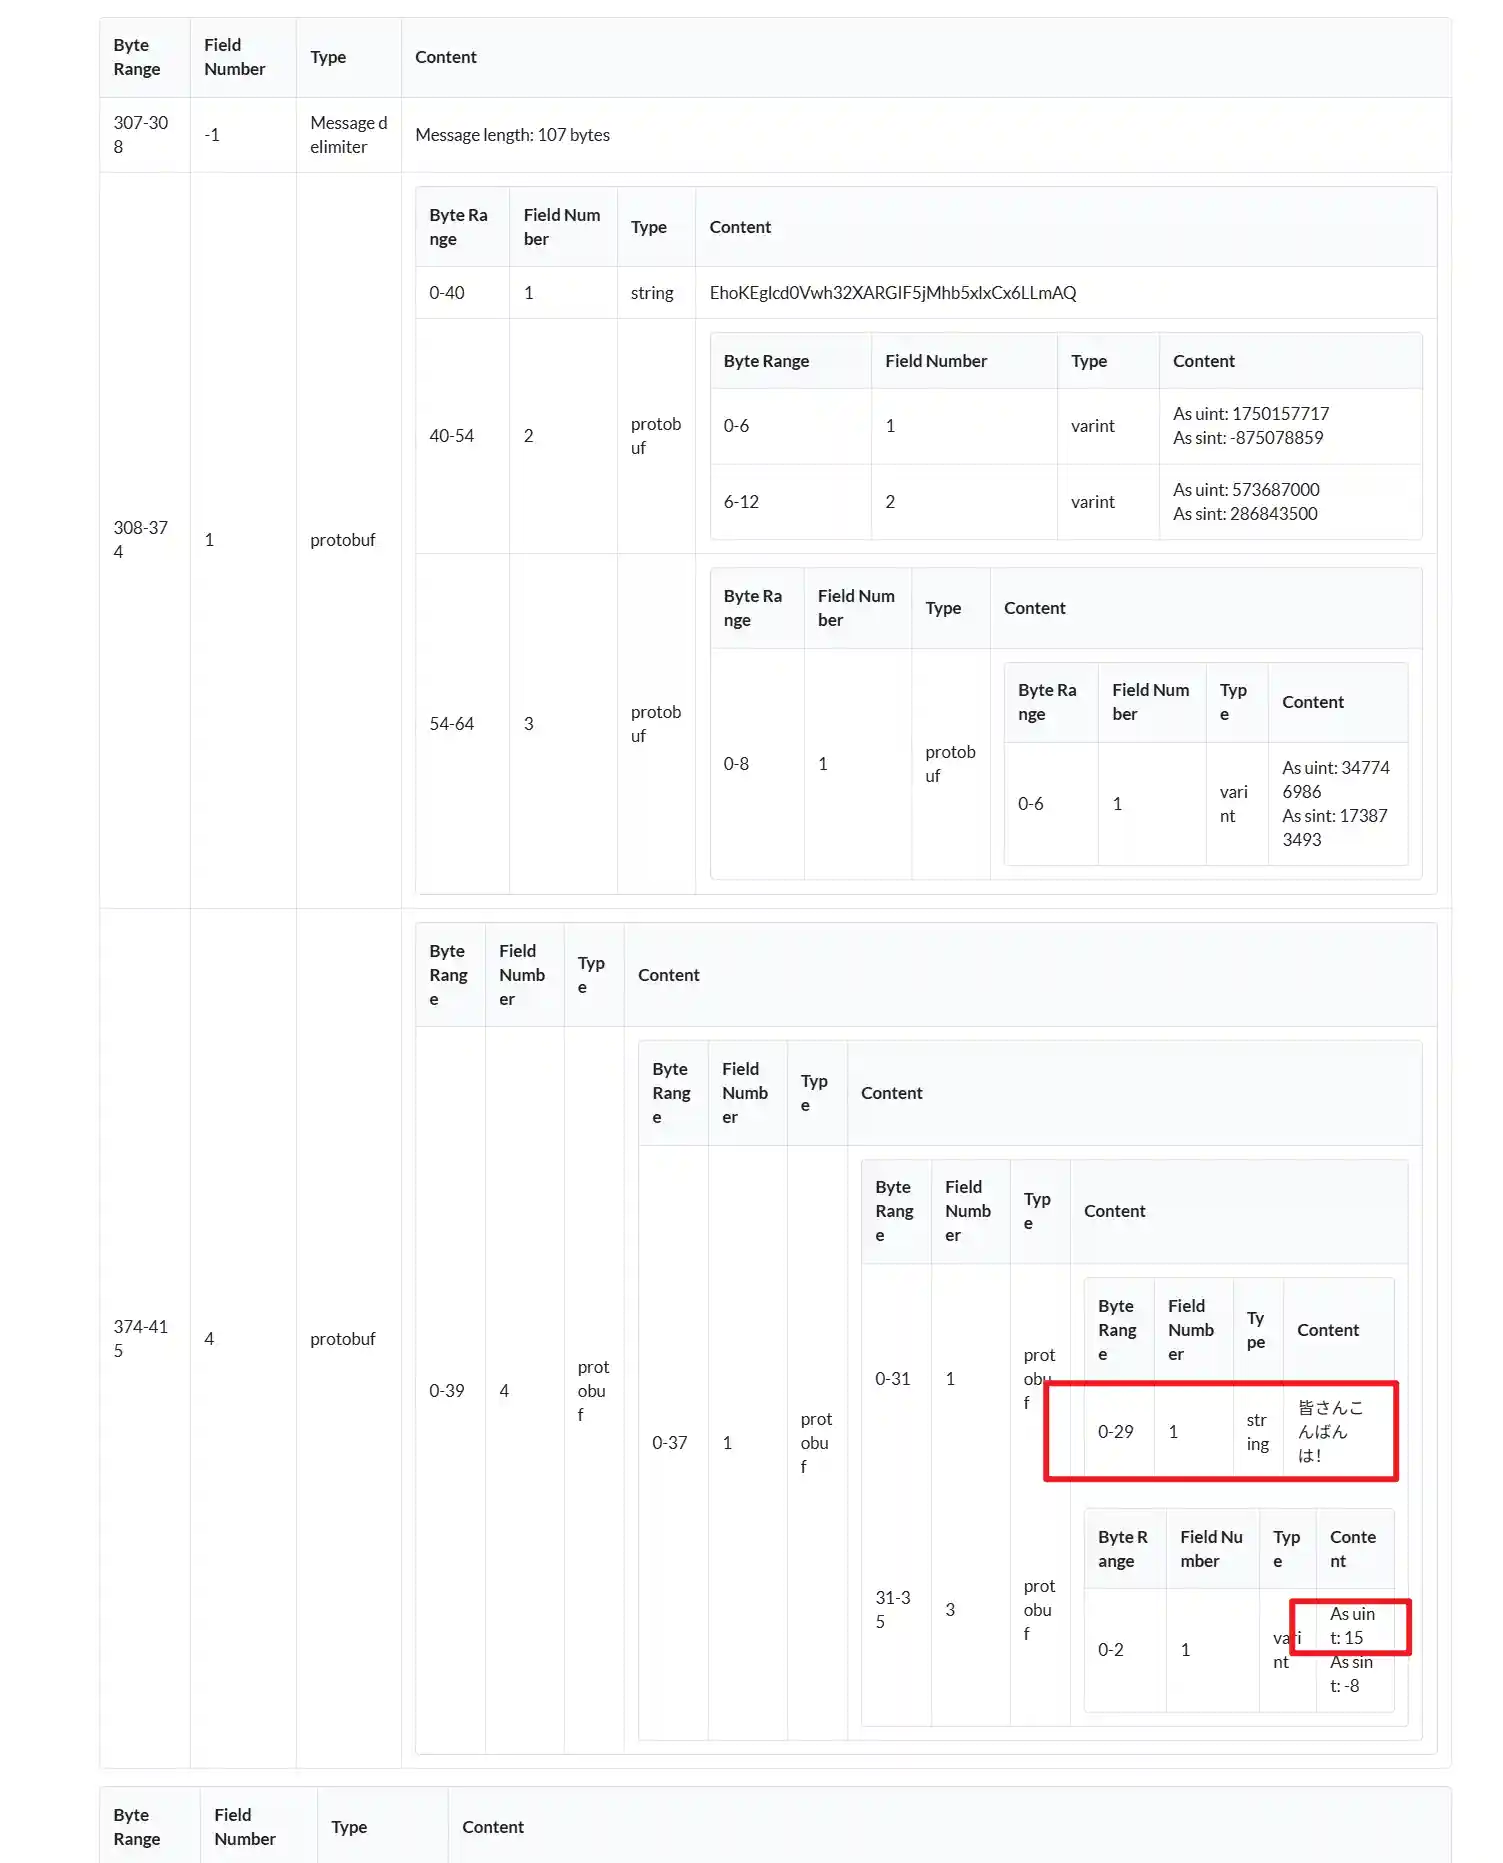 Byte Range
Field Number
Type
Content
307-308
-1
Message delimiter
Message length: 107 bytes
308-374
1
protobuf
Byte Range
Field Number
Type
Content
0-40
1
string
EhoKEglcd0Vwh32XARGIF5jMhb5xlxCx6LLmAQ
40-54
2
protobuf
Byte Range
Field Number
Type
Content
0-6
1
varint
As uint: 1750157717
As sint: -875078859
6-12
2
varint
As uint: 573687000
As sint: 286843500
54-64
3
protobuf
Byte Range
Field Number
Type
Content
0-8
1
protobuf
Byte Range
Field Number
Type
Content
0-6
1
varint
As uint: 347746986
As sint: 173873493
374-415
4
protobuf
Byte Range
Field Number
Type
Content
0-39
4
protobuf
Byte Range
Field Number
Type
Content
0-37
1
protobuf
Byte Range
Field Number
Type
Content
0-31
1
protobuf
Byte Range
Field Number
Type
Content
0-29
1
string
皆さんこんばんは！
31-35
3
protobuf
Byte Range
Field Number
Type
Content
0-2
1
varint
As uint: 15
As sint: -8
Byte Range
Field Number
Type
Content